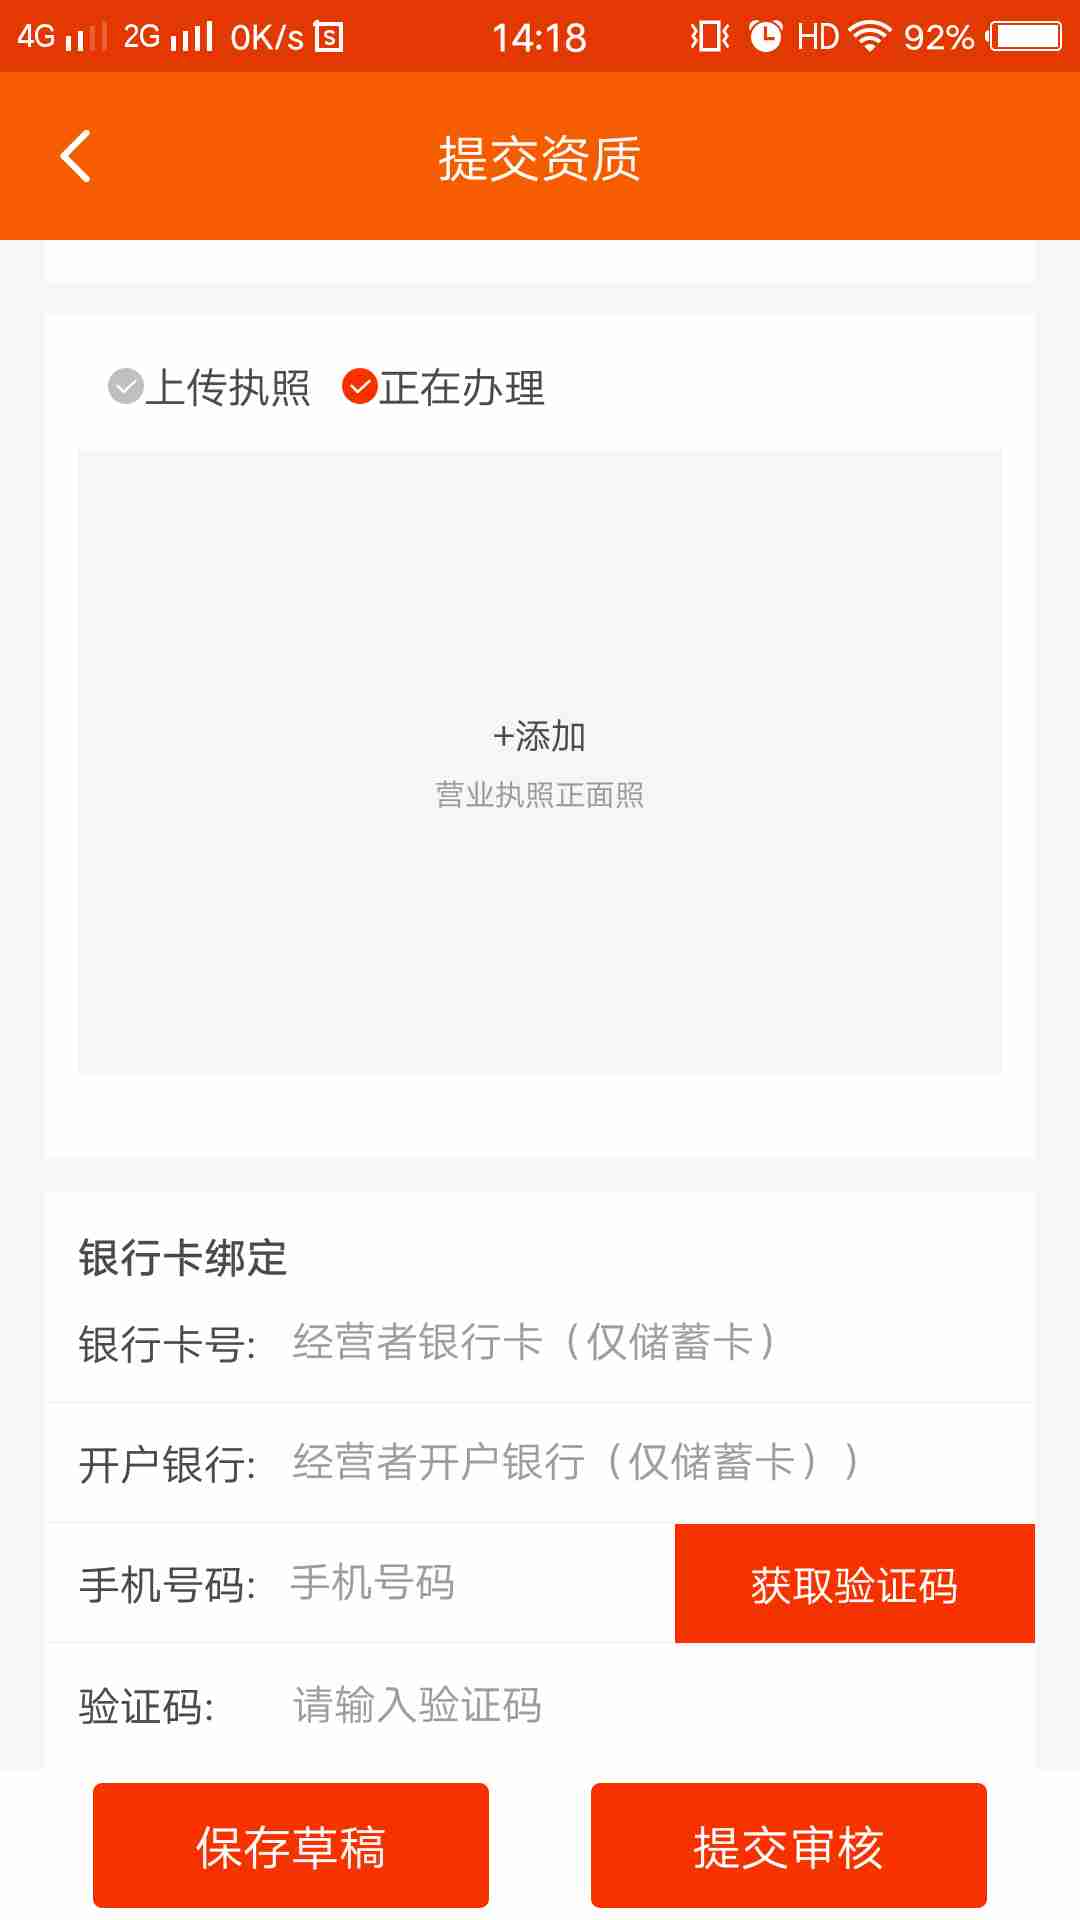 4G 2G 0K/s 14:18 HD 92%
提交资质
上传执照 正在办理
+添加
营业执照正面照
银行卡绑定
银行卡号: 经营者银行卡（仅储蓄卡）
开户银行: 经营者开户银行（仅储蓄卡））
手机号码: 手机号码 获取验证码
验证码: 请输入验证码
保存草稿 提交审核